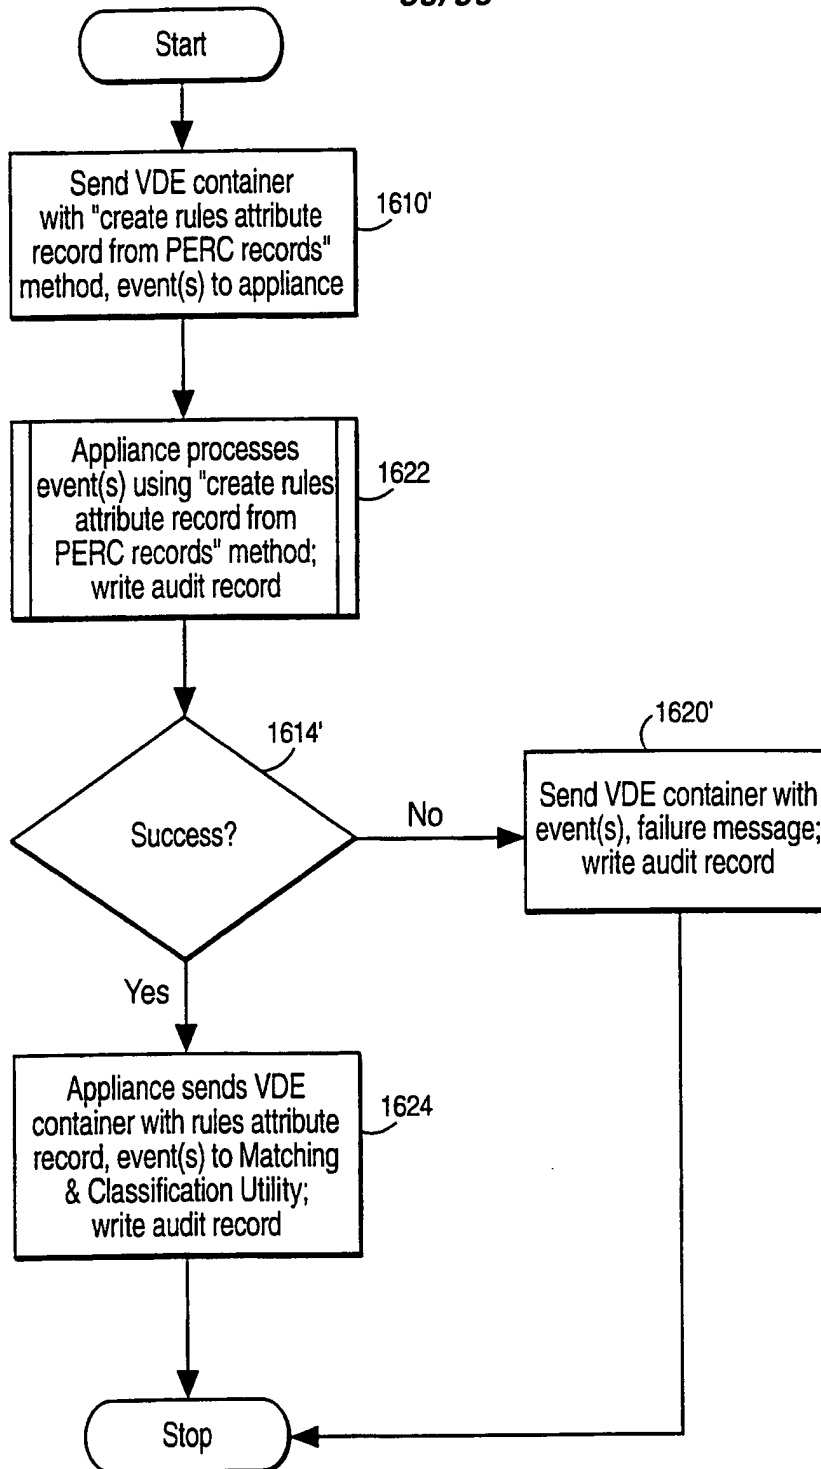 Start
Send VDE container
with "create rules attribute
record from PERC records"
method, event(s) to appliance
1610'
Appliance processes
event(s) using "create rules
attribute record from
PERC records" method;
write audit record
1622
Success?
1614'
No
1620'
Send VDE container with
event(s), failure message;
write audit record
Yes
Appliance sends VDE
container with rules attribute
record, event(s) to Matching
& Classification Utility;
write audit record
1624
Stop